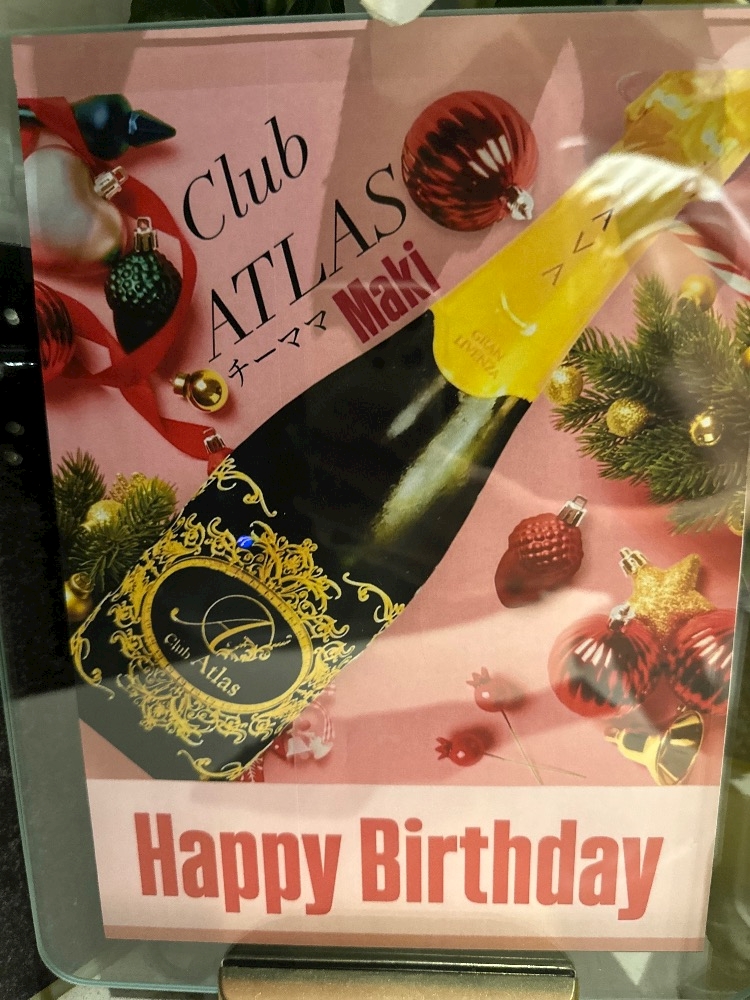 Club
ATLAS
チーママ Maki
GRAN
LIVENZA
A
Club Atlas
Happy Birthday